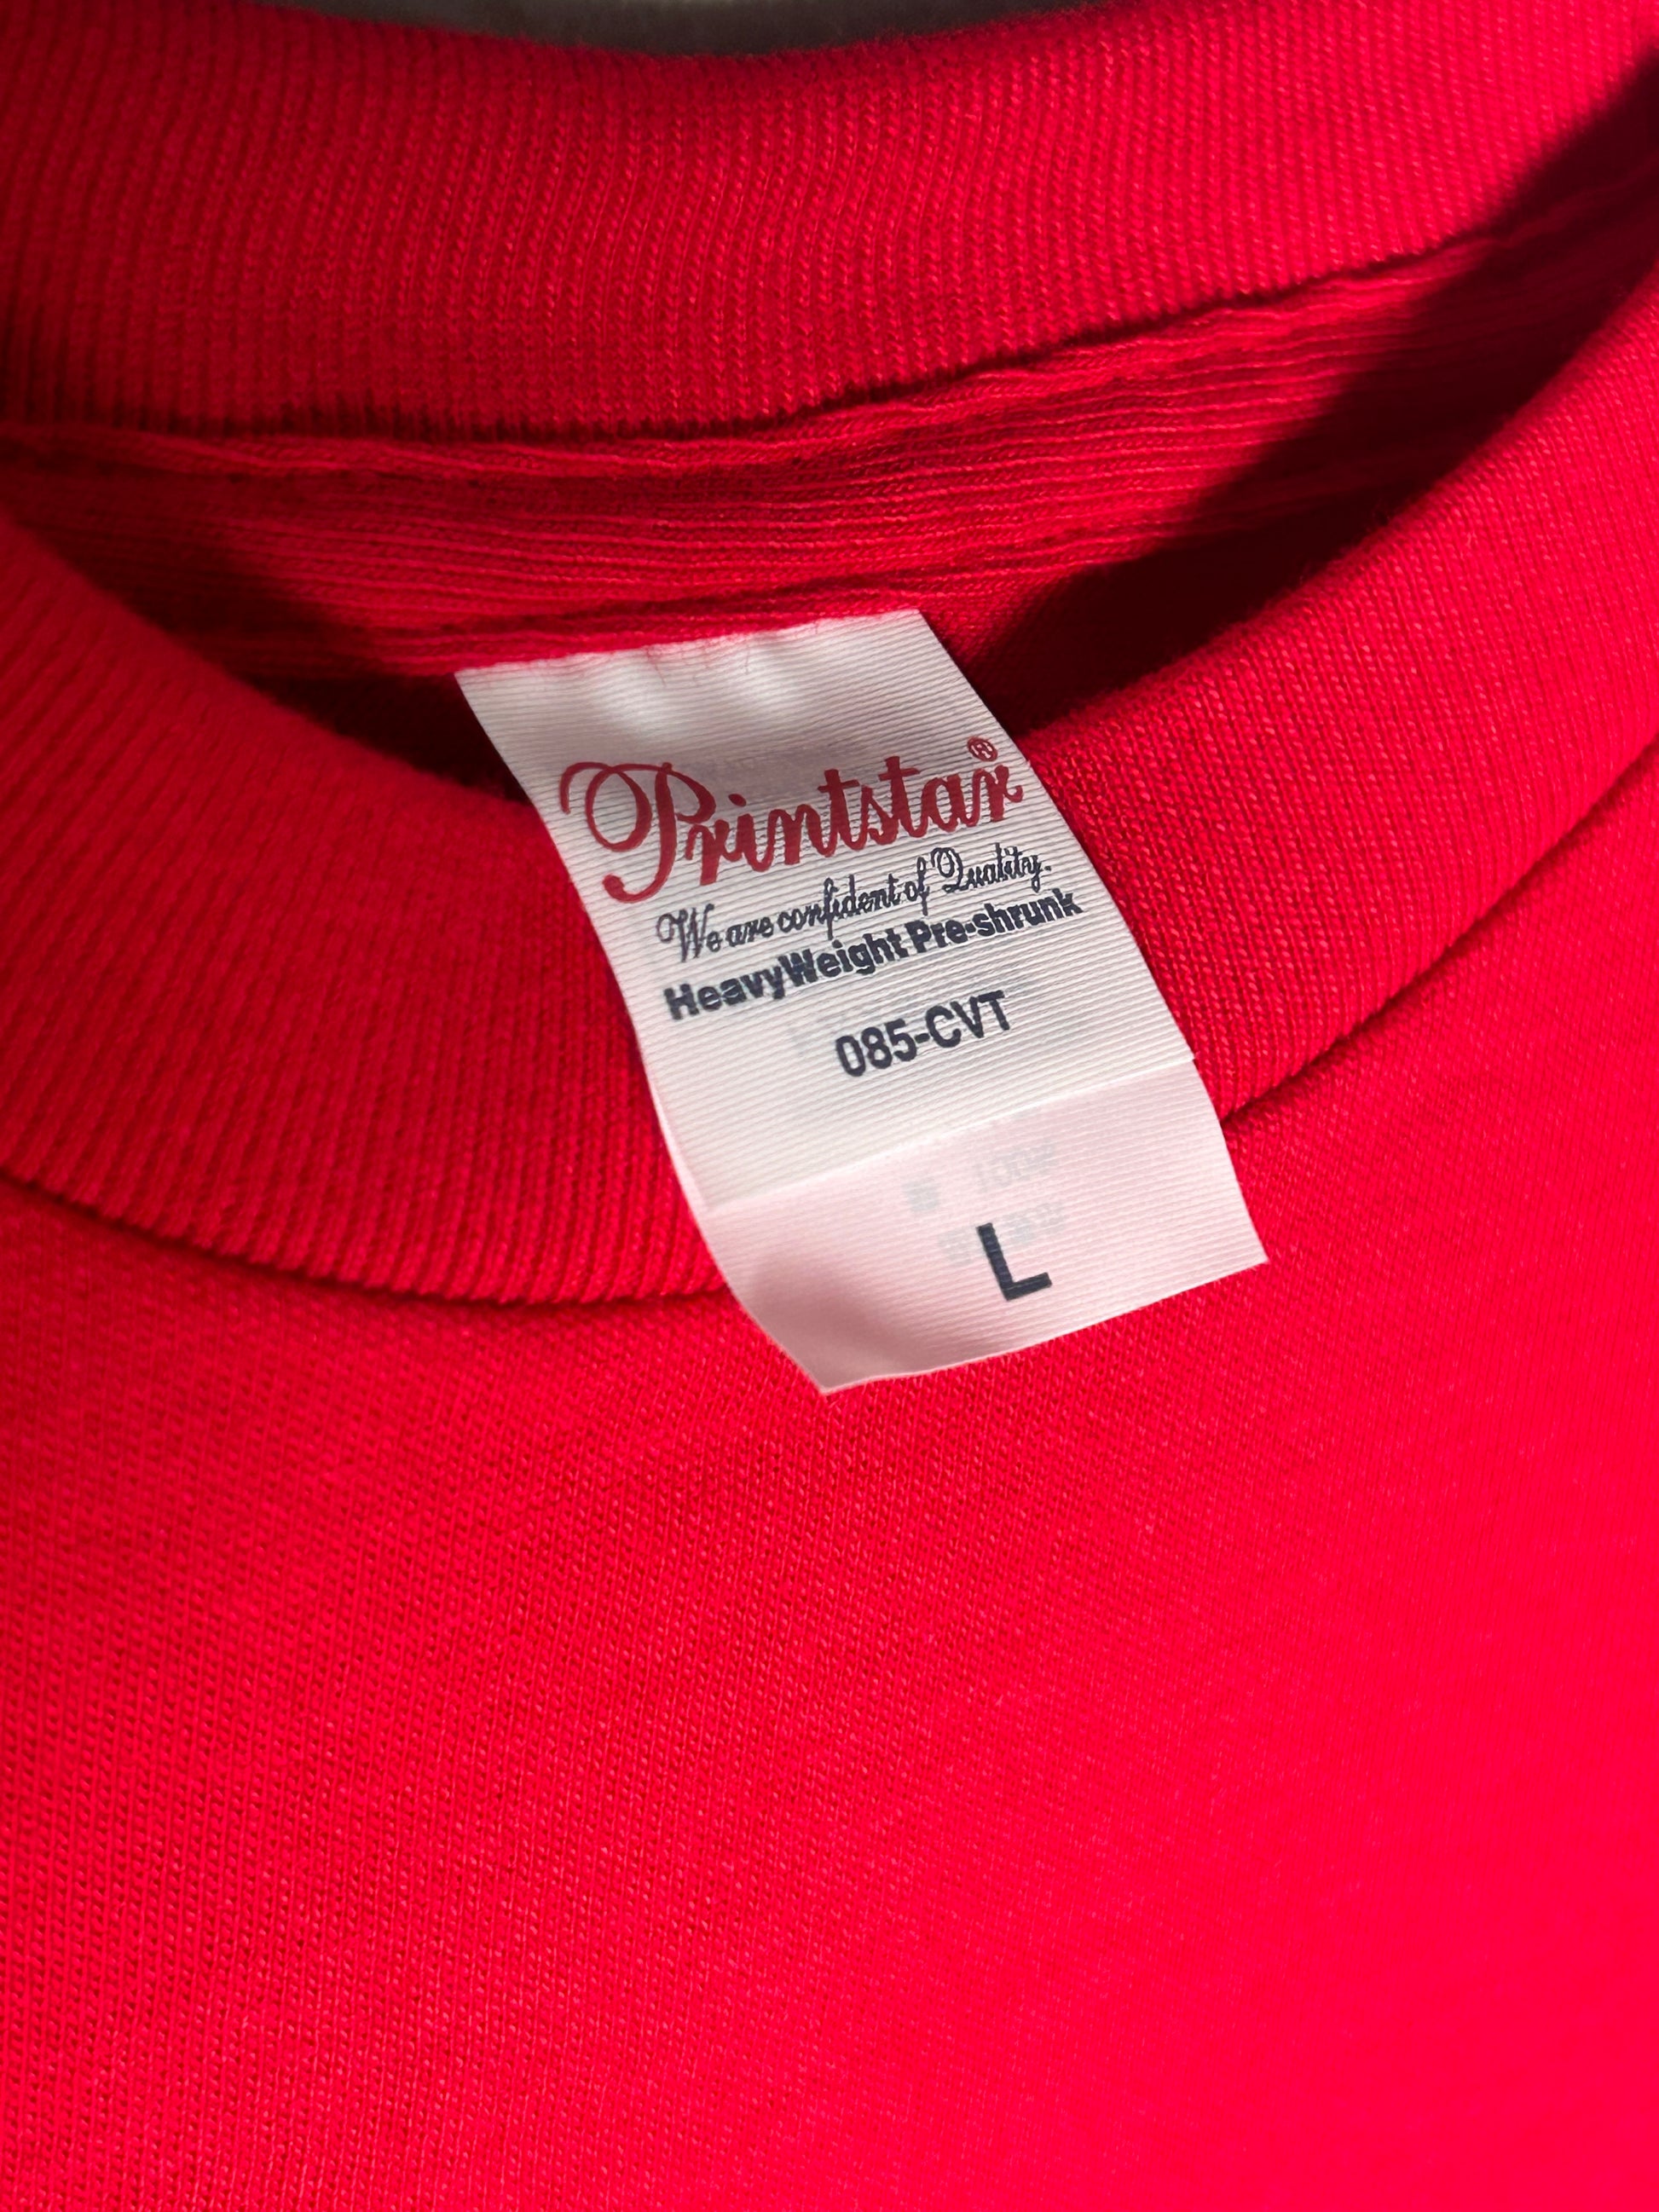 Printstar®
We are confident of Quality.
HeavyWeight Pre-shrunk
085-CVT
L